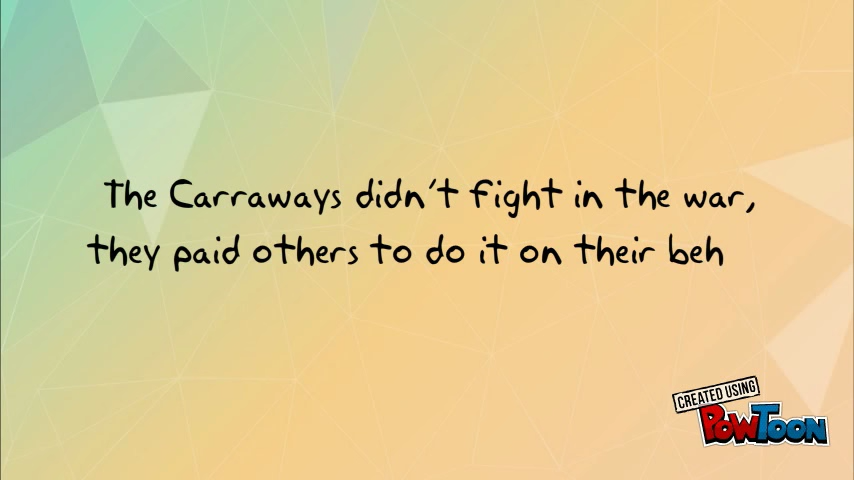 The Carraways didn't fight in the war,
they paid others to do it on their beh
CREATED USING
POWTOON